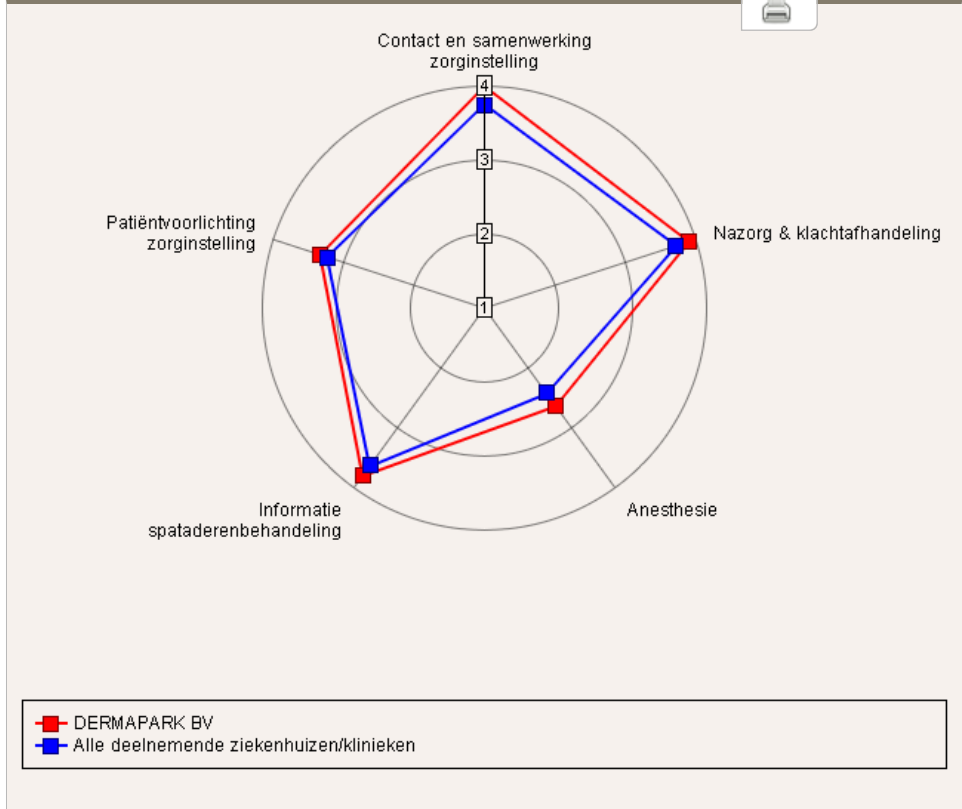 Contact en samenwerking
zorginstelling
4
3
Patiëntvoorlichting
zorginstelling
2
Nazorg & klachtafhandeling
1
Informatie
spataderenbehandeling
Anesthesie
DERMAPARK BV
Alle deelnemende ziekenhuizen/klinieken